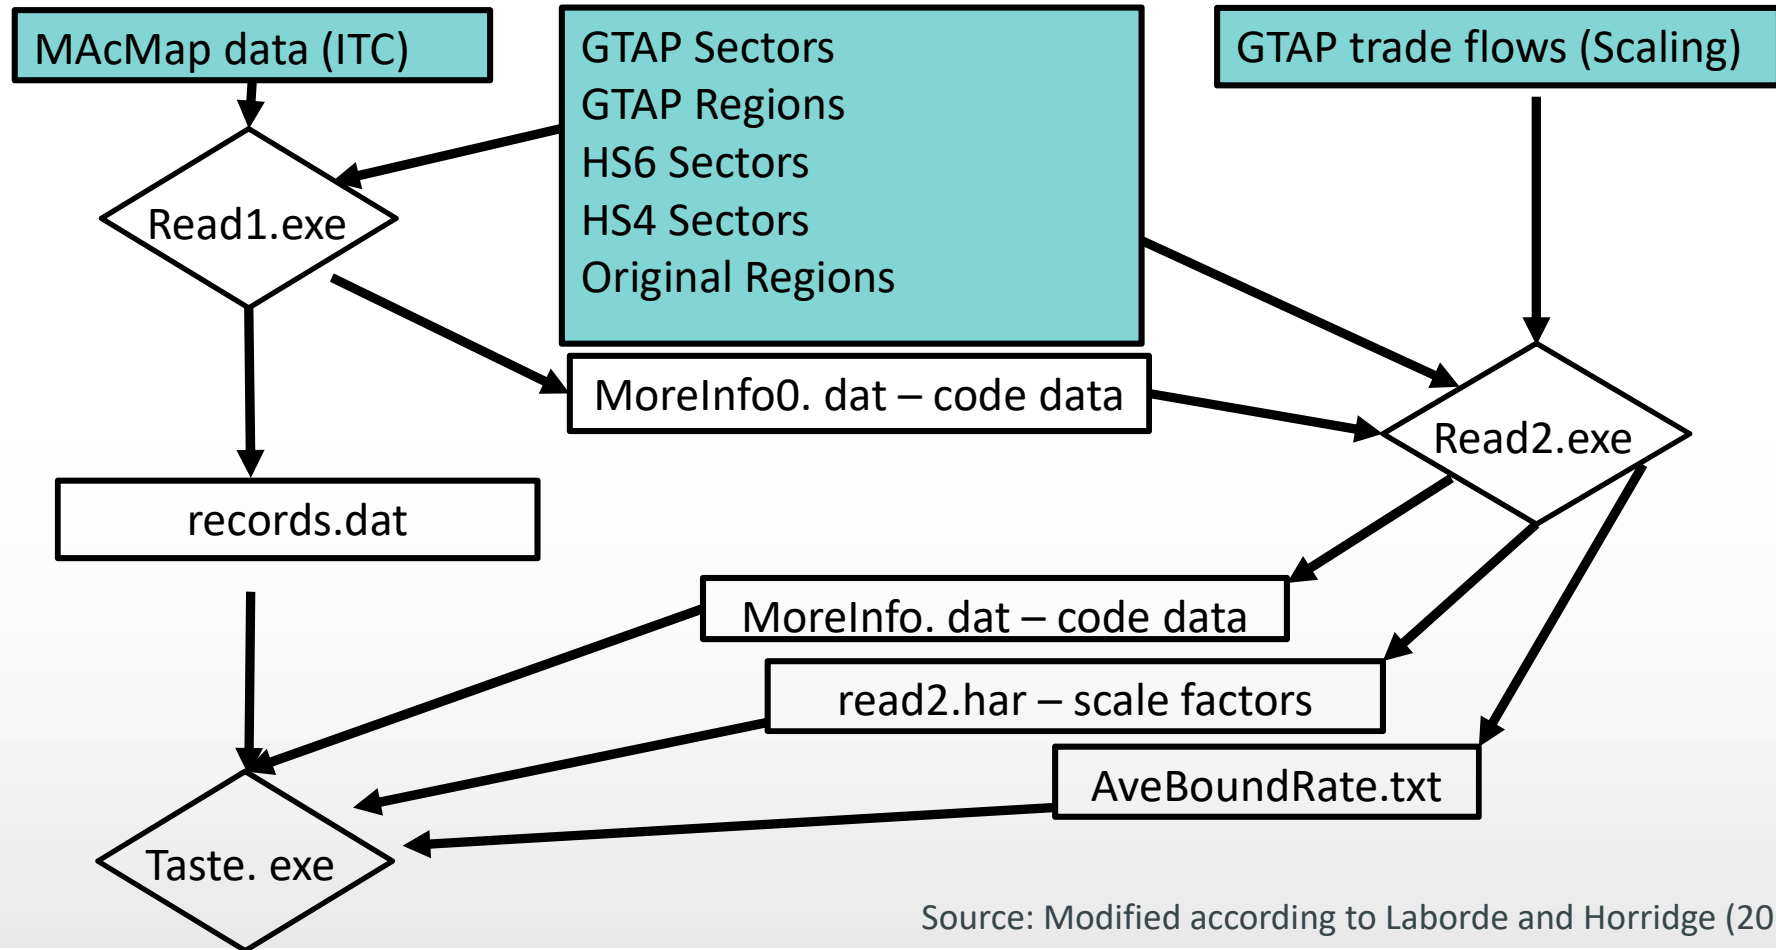 MAcMap data (ITC)
GTAP Sectors
GTAP Regions
HS6 Sectors
HS4 Sectors
Original Regions
GTAP trade flows (Scaling)
Read1.exe
MoreInfo0. dat – code data
Read2.exe
records.dat
MoreInfo. dat – code data
read2.har – scale factors
AveBoundRate.txt
Taste. exe
Source: Modified according to Laborde and Horridge (20